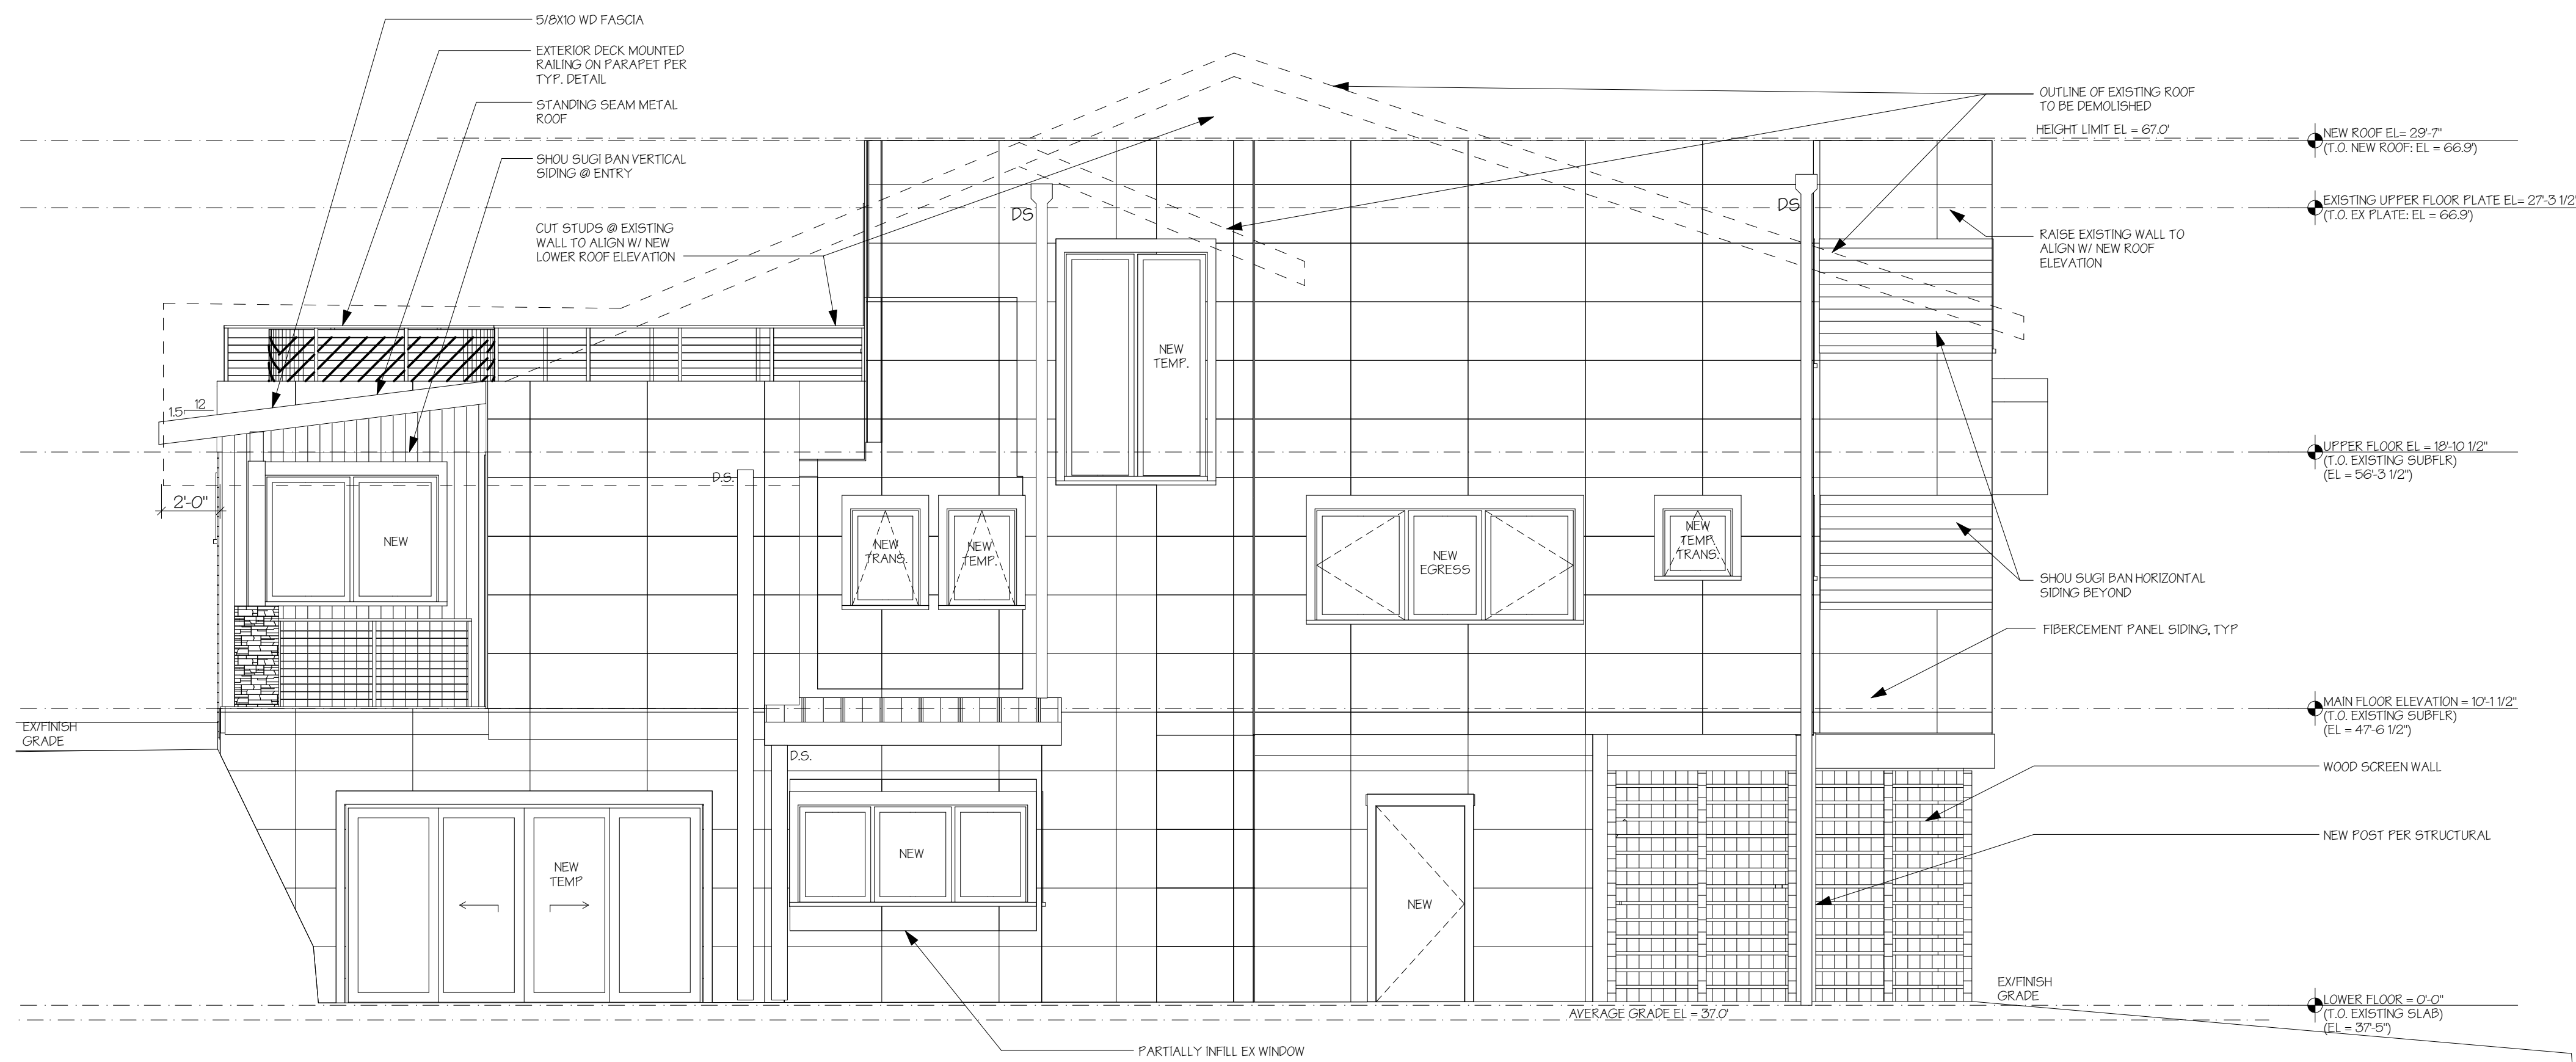 5/8X10 WD FASCIA
EXTERIOR DECK MOUNTED
RAILING ON PARAPET PER
TYP. DETAIL
STANDING SEAM METAL
ROOF
SHOU SUGI BAN VERTICAL
SIDING @ ENTRY
CUT STUDS @ EXISTING
WALL TO ALIGN W/ NEW
LOWER ROOF ELEVATION
OUTLINE OF EXISTING ROOF
TO BE DEMOLISHED
HEIGHT LIMIT EL = 67.0'
NEW ROOF EL= 29'-7"
(T.O. NEW ROOF: EL = 66.9')
EXISTING UPPER FLOOR PLATE EL= 27'-3 1/2"
(T.O. EX PLATE: EL = 66.9')
RAISE EXISTING WALL TO
ALIGN W/ NEW ROOF
ELEVATION
DS
DS
NEW
TEMP.
1.5
12
UPPER FLOOR EL = 18'-10 1/2"
(T.O. EXISTING SUBFLR)
(EL = 56'-3 1/2")
D.S.
2'-0"
NEW
NEW
TRANS.
NEW
TEMP.
NEW
EGRESS
NEW
TEMP.
TRANS.
SHOU SUGI BAN HORIZONTAL
SIDING BEYOND
FIBERCEMENT PANEL SIDING, TYP
MAIN FLOOR ELEVATION = 10'-1 1/2"
(T.O. EXISTING SUBFLR)
(EL = 47'-6 1/2")
EX/FINISH
GRADE
D.S.
WOOD SCREEN WALL
NEW POST PER STRUCTURAL
NEW
TEMP
NEW
NEW
EX/FINISH
GRADE
LOWER FLOOR = 0'-0"
(T.O. EXISTING SLAB)
(EL = 37'-5")
AVERAGE GRADE EL = 37.0'
PARTIALLY INFILL EX WINDOW